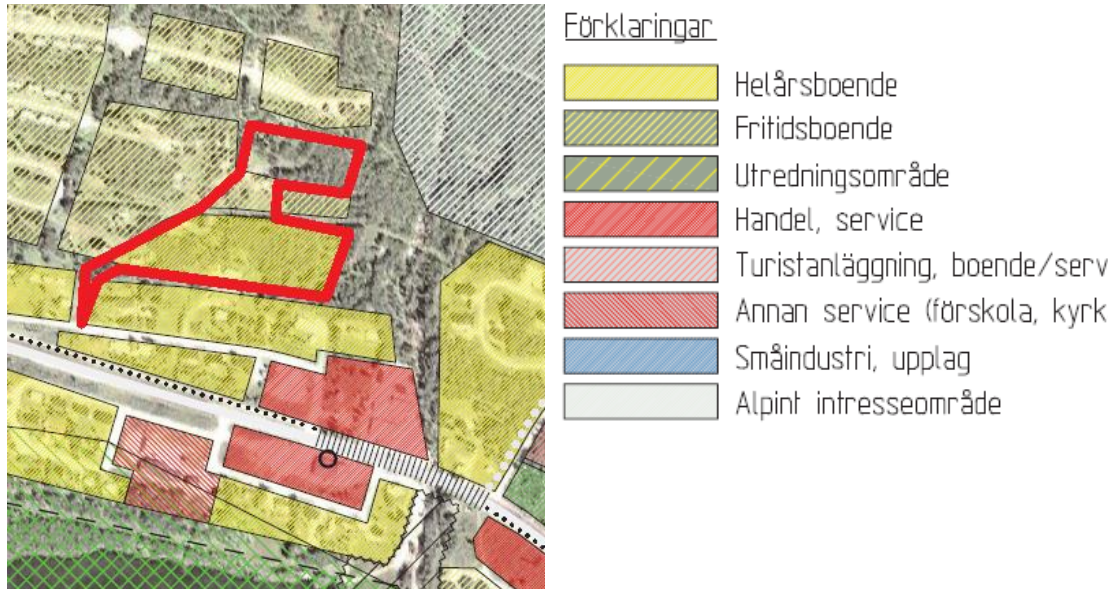 Förklaringar
Helårsboende
Fritidsboende
Utredningsområde
Handel, service
Turistanläggning, boende/serv
Annan service (förskola, kyrk
Småindustri, upplag
Alpint intresseområde